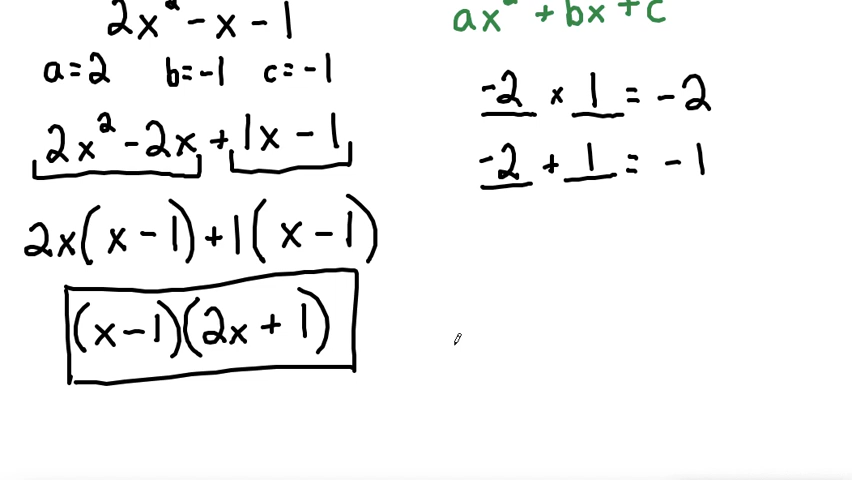 2x² - x - 1
a=2 b=-1 c=-1
2x² - 2x + 1x - 1
2x(x - 1) + 1(x - 1)
(x - 1)(2x + 1)
ax² + bx + c
-2 × 1 = -2
-2 + 1 = -1